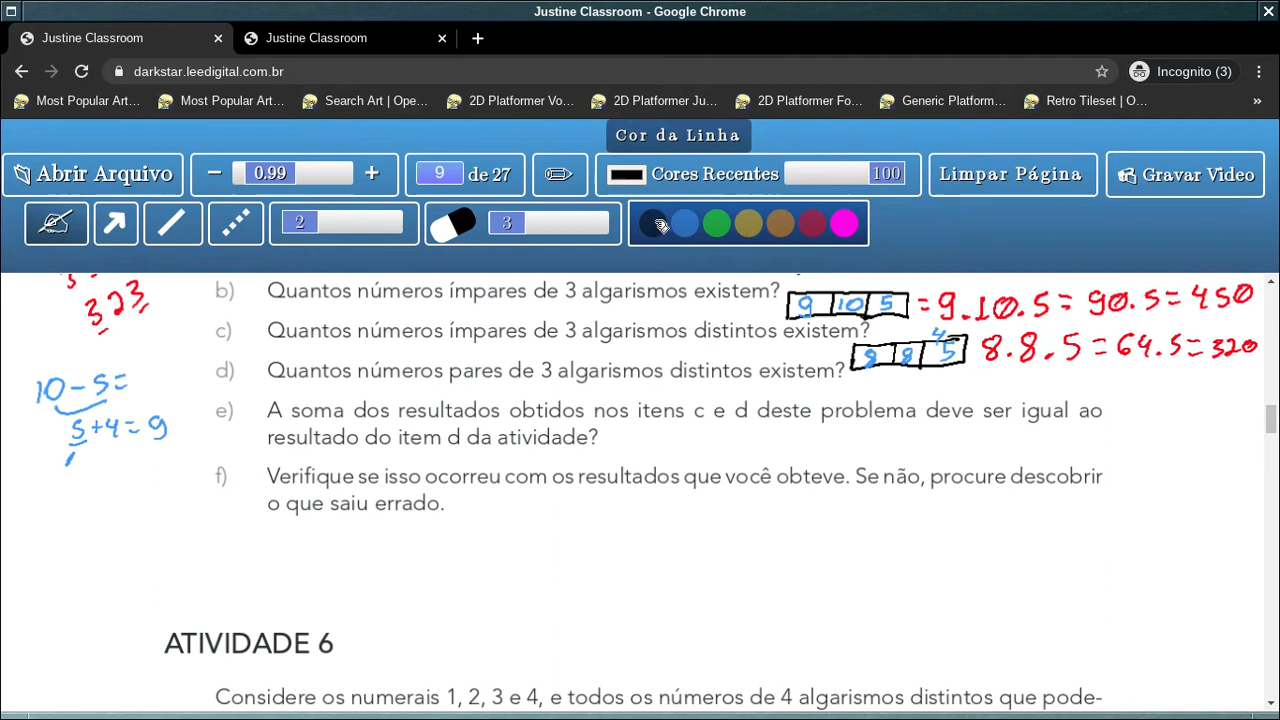 Justine Classroom - Google Chrome
Justine Classroom
Justine Classroom
darkstar.leedigital.com.br
Incognito (3)
Most Popular Art...
Most Popular Art...
Search Art | Ope...
2D Platformer Vo...
2D Platformer Ju...
2D Platformer Fo...
Generic Platform...
Retro Tileset | O...
Cor da Linha
Abrir Arquivo
0.99
9 de 27
Cores Recentes
100
Limpar Página
Gravar Video
2
3
323
b) Quantos números ímpares de 3 algarismos existem?
9 10 5 = 9.10.5 = 90.5 = 450
c) Quantos números ímpares de 3 algarismos distintos existem?
4
8 8 5 8.8.5 = 64.5 = 320
d) Quantos números pares de 3 algarismos distintos existem?
10 - 5 =
5 + 4 = 9
e) A soma dos resultados obtidos nos itens c e d deste problema deve ser igual ao
resultado do item d da atividade?
f) Verifique se isso ocorreu com os resultados que você obteve. Se não, procure descobrir
o que saiu errado.
ATIVIDADE 6
Considere os numerais 1, 2, 3 e 4, e todos os números de 4 algarismos distintos que pode-